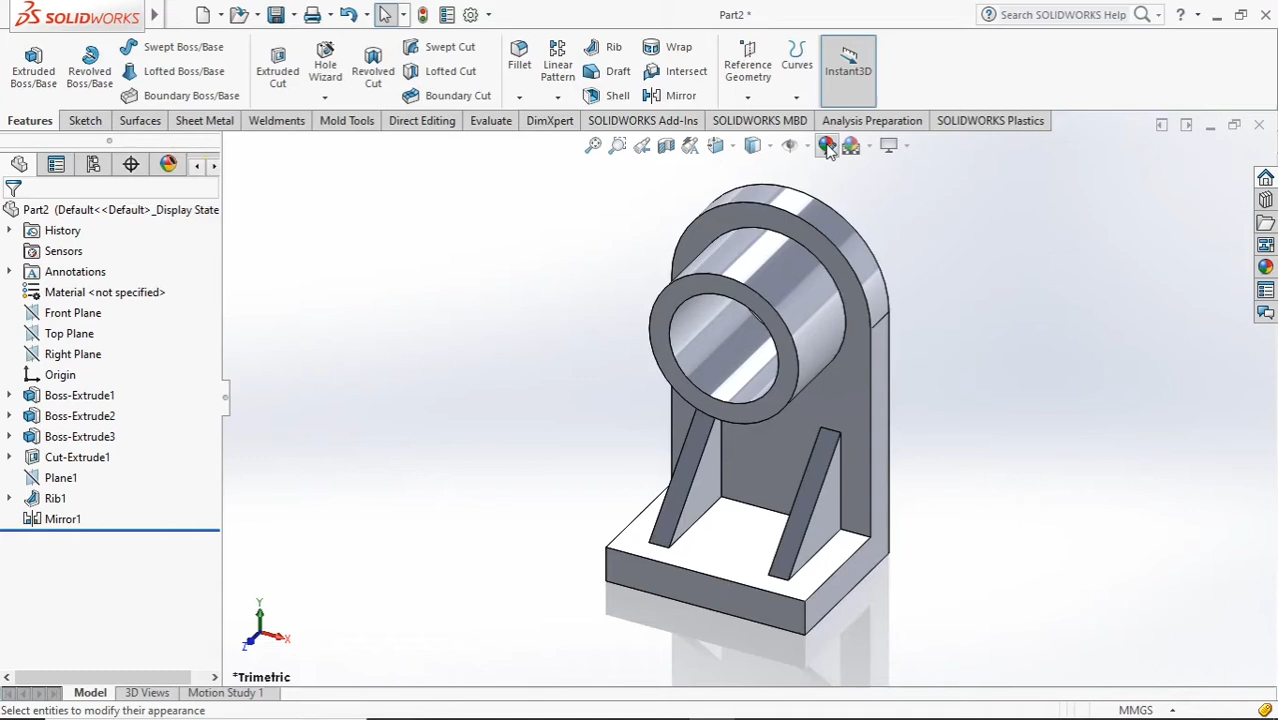 SOLIDWORKS Part2 * Search SOLIDWORKS Help ?
Extruded Boss/Base
Revolved Boss/Base
Swept Boss/Base
Lofted Boss/Base
Boundary Boss/Base
Extruded Cut
Hole Wizard
Revolved Cut
Swept Cut
Lofted Cut
Boundary Cut
Fillet
Linear Pattern
Rib
Draft
Shell
Wrap
Intersect
Mirror
Reference Geometry
Curves
Instant3D
Features Sketch Surfaces Sheet Metal Weldments Mold Tools Direct Editing Evaluate DimXpert SOLIDWORKS Add-Ins SOLIDWORKS MBD Analysis Preparation SOLIDWORKS Plastics
Part2 (Default<<Default>_Display State
History
Sensors
Annotations
Material <not specified>
Front Plane
Top Plane
Right Plane
Origin
Boss-Extrude1
Boss-Extrude2
Boss-Extrude3
Cut-Extrude1
Plane1
Rib1
Mirror1
Y
X
Z
*Trimetric
Model 3D Views Motion Study 1
Select entities to modify their appearance MMGS